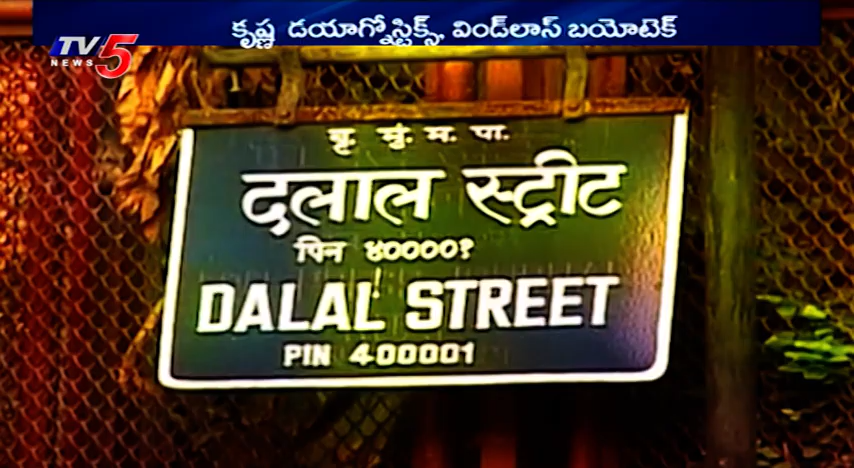 కృష్ణ డయాగ్నోస్టిక్స్, విండ్‌లాస్ బయోటెక్
TV5
NEWS
बृ. मुं. म. पा.
दलाल स्ट्रीट
पिन ४००००१
DALAL STREET
PIN 400001